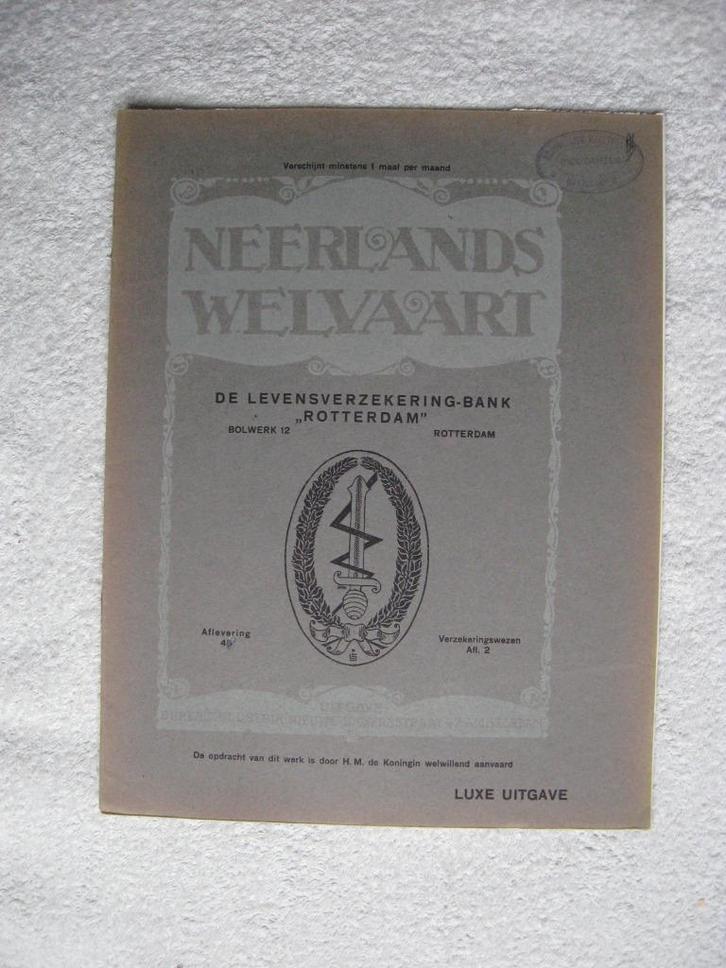 Verschijnt minstens 1 maal per maand
NEERLANDS
WELVAART
DE LEVENSVERZEKERING-BANK
„ROTTERDAM”
BOLWERK 12 ROTTERDAM
Aflevering
Verzekeringswezen
Afl. 2
UITGAVE
De opdracht van dit werk is door H. M. de Koningin welwillend aanvaard
LUXE UITGAVE